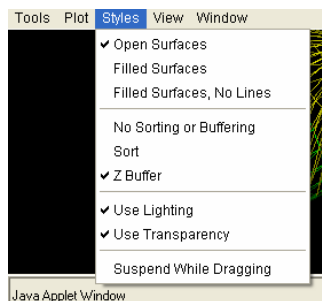 Tools Plot Styles View Window
Open Surfaces
Filled Surfaces
Filled Surfaces, No Lines
No Sorting or Buffering
Sort
Z Buffer
Use Lighting
Use Transparency
Suspend While Dragging
Java Applet Window